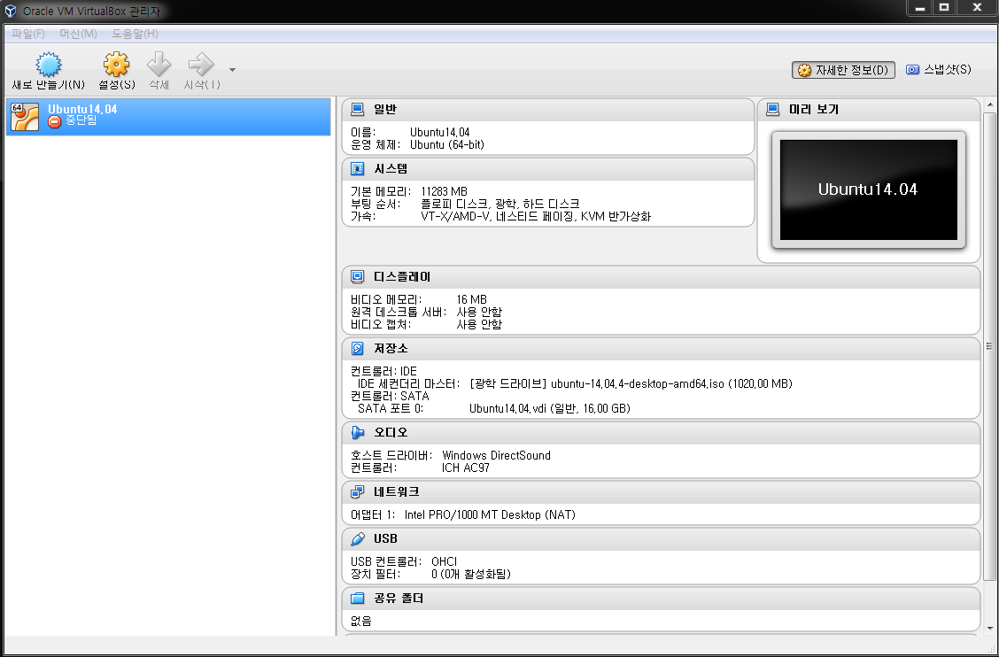 Oracle VM VirtualBox 관리자
파일(F) 머신(M) 도움말(H)
새로 만들기(N) 설정(S) 삭제 시작(T)
자세한 정보(D) 스냅샷(S)
64
Ubuntu14.04
중단됨
일반
이름: Ubuntu14.04
운영 체제: Ubuntu (64-bit)
시스템
기본 메모리: 11283 MB
부팅 순서: 플로피 디스크, 광학, 하드 디스크
가속: VT-X/AMD-V, 네스티드 페이징, KVM 반가상화
미리 보기
Ubuntu14.04
디스플레이
비디오 메모리: 16 MB
원격 데스크톱 서버: 사용 안함
비디오 캡처: 사용 안함
저장소
컨트롤러: IDE
IDE 세컨더리 마스터: [광학 드라이브] ubuntu-14.04.4-desktop-amd64.iso (1020.00 MB)
컨트롤러: SATA
SATA 포트 0: Ubuntu14.04.vdi (일반, 16.00 GB)
오디오
호스트 드라이버: Windows DirectSound
컨트롤러: ICH AC97
네트워크
어댑터 1: Intel PRO/1000 MT Desktop (NAT)
USB
USB 컨트롤러: OHCI
장치 필터: 0 (0개 활성화됨)
공유 폴더
없음